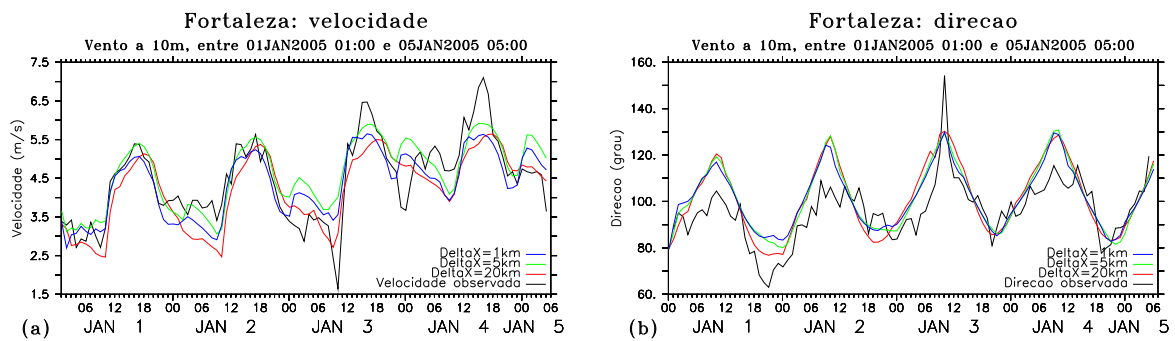 Fortaleza: velocidade
Vento a 10m, entre 01JAN2005 01:00 e 05JAN2005 05:00
7.5
6.5
5.5
4.5
3.5
2.5
1.5
Velocidade (m/s)
DeltaX=1km
DeltaX=5km
DeltaX=20km
Velocidade observada
06 12 18 00 06 12 18 00 06 12 18 00 06 12 18 00 06
(a) JAN 1 JAN 2 JAN 3 JAN 4 JAN 5
Fortaleza: direcao
Vento a 10m, entre 01JAN2005 01:00 e 05JAN2005 05:00
160.
140.
120.
100.
80.
60.
Direcao (grau)
DeltaX=1km
DeltaX=5km
DeltaX=20km
Direcao observada
00 06 12 18 00 06 12 18 00 06 12 18 00 06 12 18 00 06
(b) JAN 1 JAN 2 JAN 3 JAN 4 JAN 5